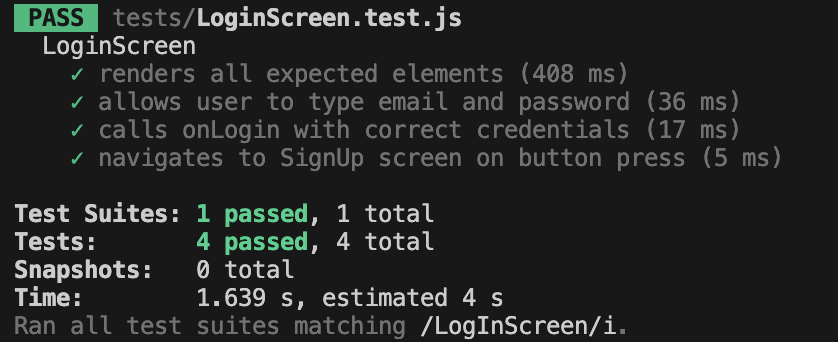 PASS tests/LoginScreen.test.js
LoginScreen
✓ renders all expected elements (408 ms)
✓ allows user to type email and password (36 ms)
✓ calls onLogin with correct credentials (17 ms)
✓ navigates to SignUp screen on button press (5 ms)
Test Suites: 1 passed, 1 total
Tests: 4 passed, 4 total
Snapshots: 0 total
Time: 1.639 s, estimated 4 s
Ran all test suites matching /LogInScreen/i.